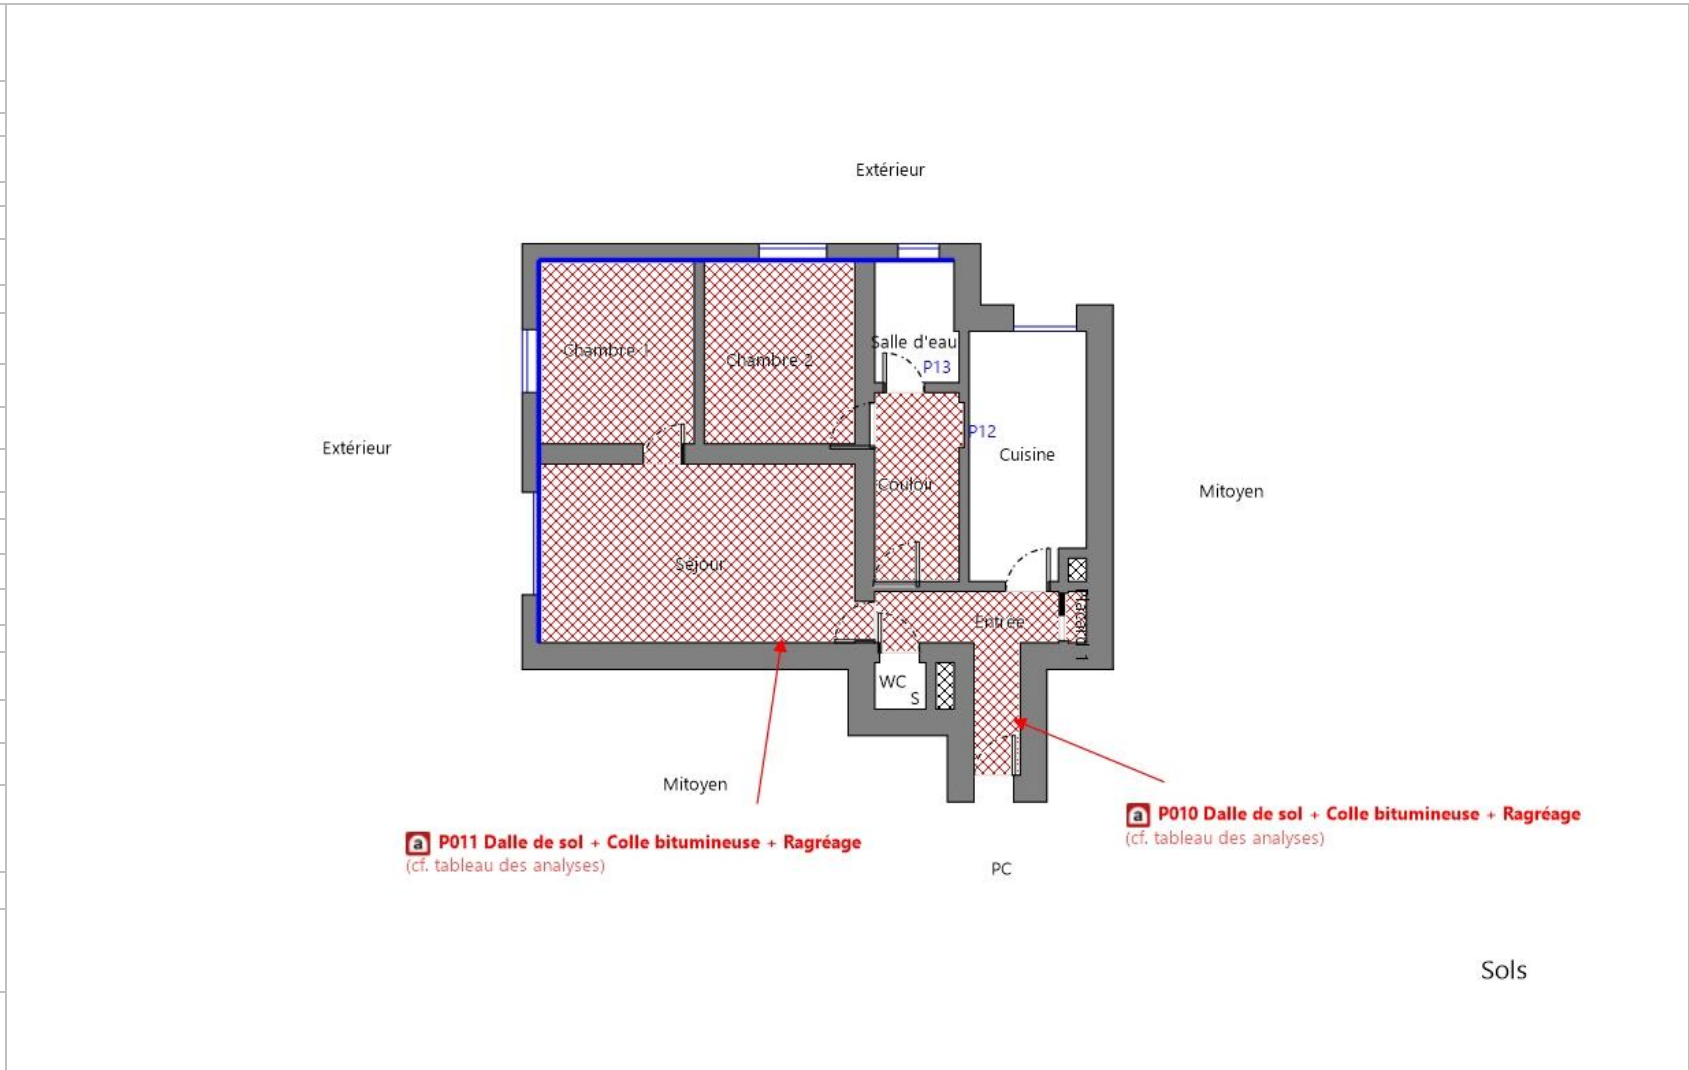 Extérieur
Salle d'eau
Chambre 1
Chambre 2
P13
P12
Extérieur
Cuisine
Couloir
Mitoyen
Séjour
Entrée
Placard 1
WC
S
Mitoyen
a P010 Dalle de sol + Colle bitumineuse + Ragréage
(cf. tableau des analyses)
a P011 Dalle de sol + Colle bitumineuse + Ragréage
(cf. tableau des analyses)
PC
Sols